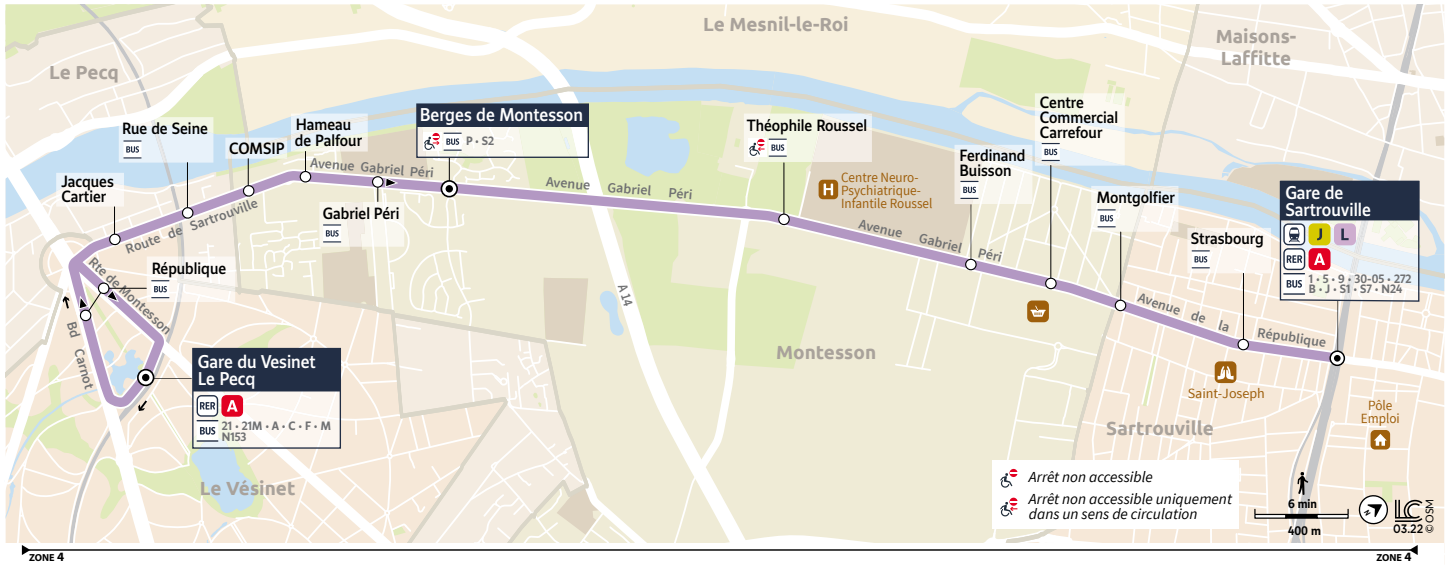 Le Mesnil-le-Roi
Maisons-
Laffitte
Le Pecq
Rue de Seine
BUS
COMSIP
Hameau
de Palfour
Berges de Montesson
BUS P • S2
Théophile Roussel
BUS
Centre
Commercial
Carrefour
BUS
Ferdinand
Buisson
BUS
Jacques
Cartier
Avenue Gabriel Péri
Gabriel Péri
BUS
Avenue Gabriel Péri
H
Centre Neuro-
Psychiatrique-
Infantile Roussel
Montgolfier
BUS
Gare de
Sartrouville
J L
RER A
BUS
1 • 5 • 9 • 30-05 • 272
B • J • S1 • S7 • N24
Strasbourg
BUS
Route de Sartrouville
Avenue Gabriel Péri
République
BUS
Rte de Montesson
A 14
Avenue de la République
Bd Carnot
Montesson
Gare du Vesinet
Le Pecq
RER A
BUS
21 • 21M • A • C • F • M
N153
Saint-Joseph
Pôle
Emploi
Sartrouville
Le Vésinet
Arrêt non accessible
Arrêt non accessible uniquement
dans un sens de circulation
6 min
400 m
LC
03.22
© OSM
ZONE 4
ZONE 4